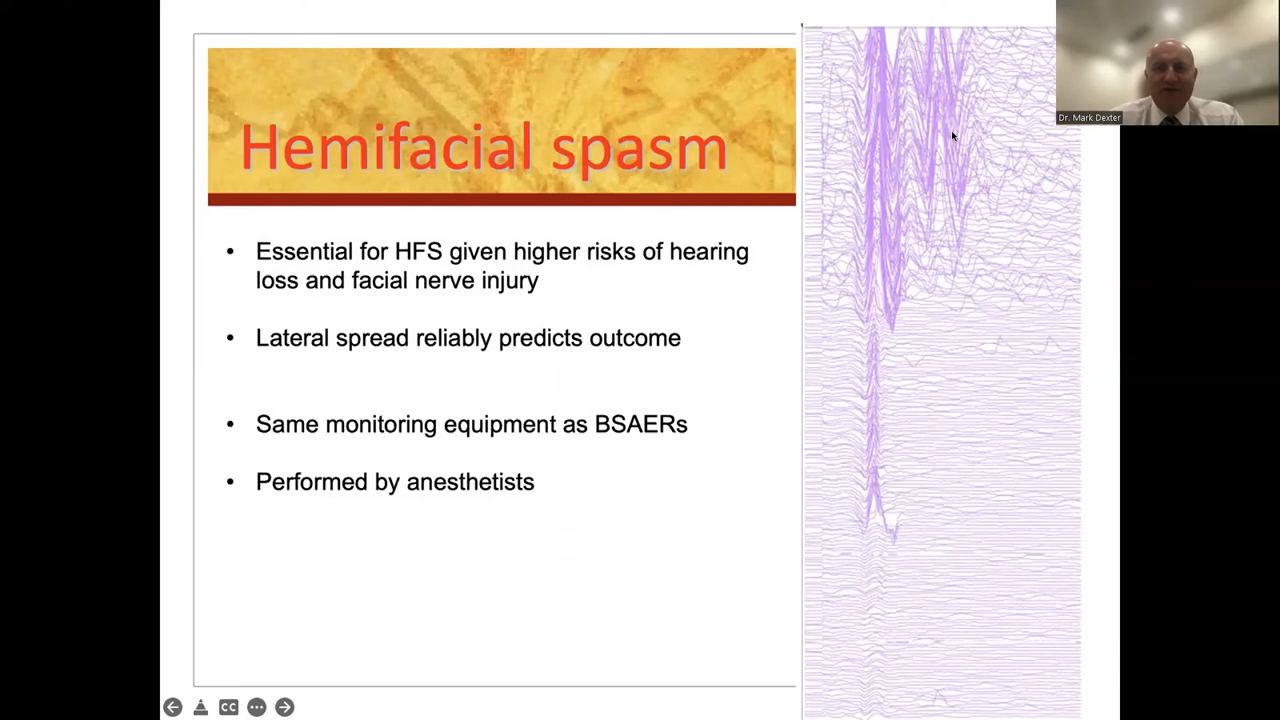 Hemifacial spasm
• Essential for HFS given higher risks of hearing
loss and facial nerve injury
• Lateral spread reliably predicts outcome
• Same monitoring equipment as BSAERs
• Performed by anesthetists
Dr. Mark Dexter
CC